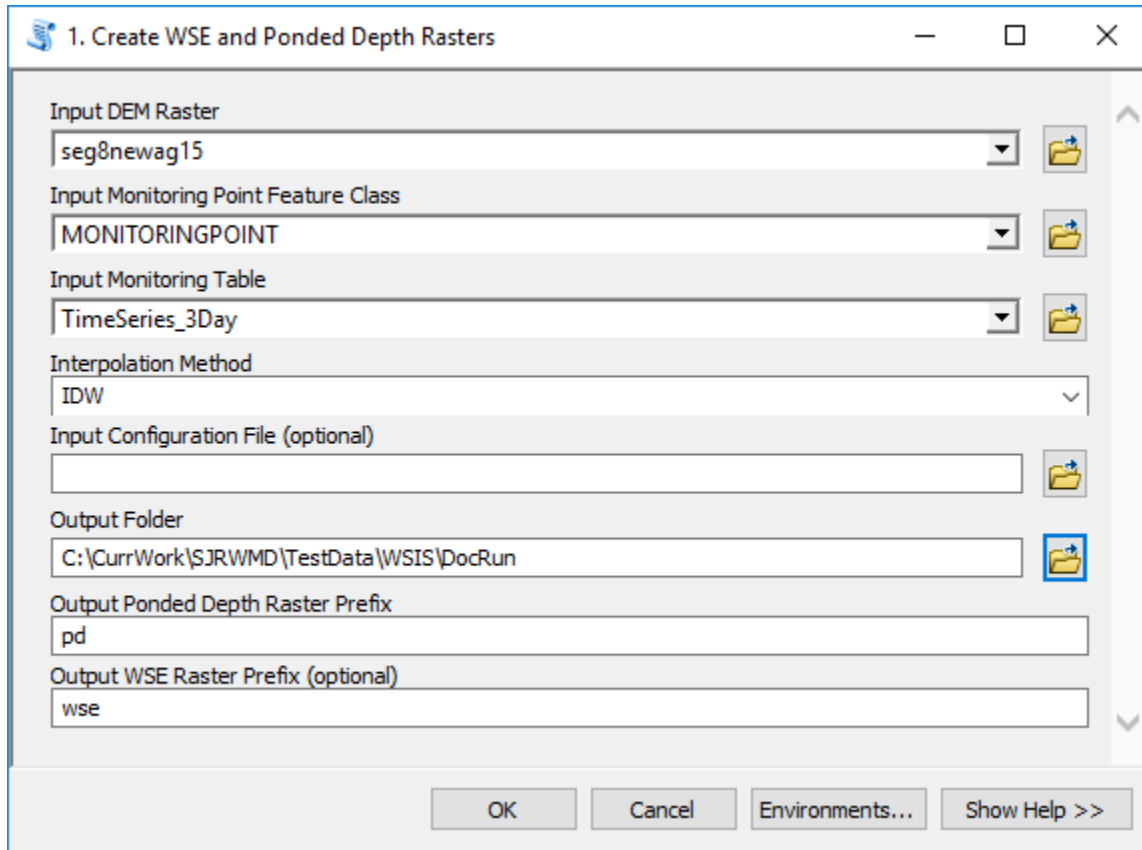 1. Create WSE and Ponded Depth Rasters
Input DEM Raster
seg8newag15
Input Monitoring Point Feature Class
MONITORINGPOINT
Input Monitoring Table
TimeSeries_3Day
Interpolation Method
IDW
Input Configuration File (optional)
Output Folder
C:\CurrWork\SJRWMD\TestData\WSIS\DocRun
Output Ponded Depth Raster Prefix
pd
Output WSE Raster Prefix (optional)
wse
OK Cancel Environments... Show Help >>